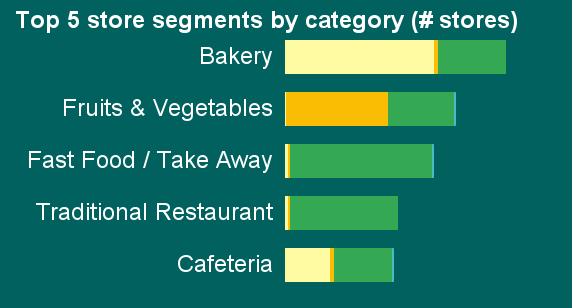 Top 5 store segments by category (# stores)
Bakery
Fruits & Vegetables
Fast Food / Take Away
Traditional Restaurant
Cafeteria